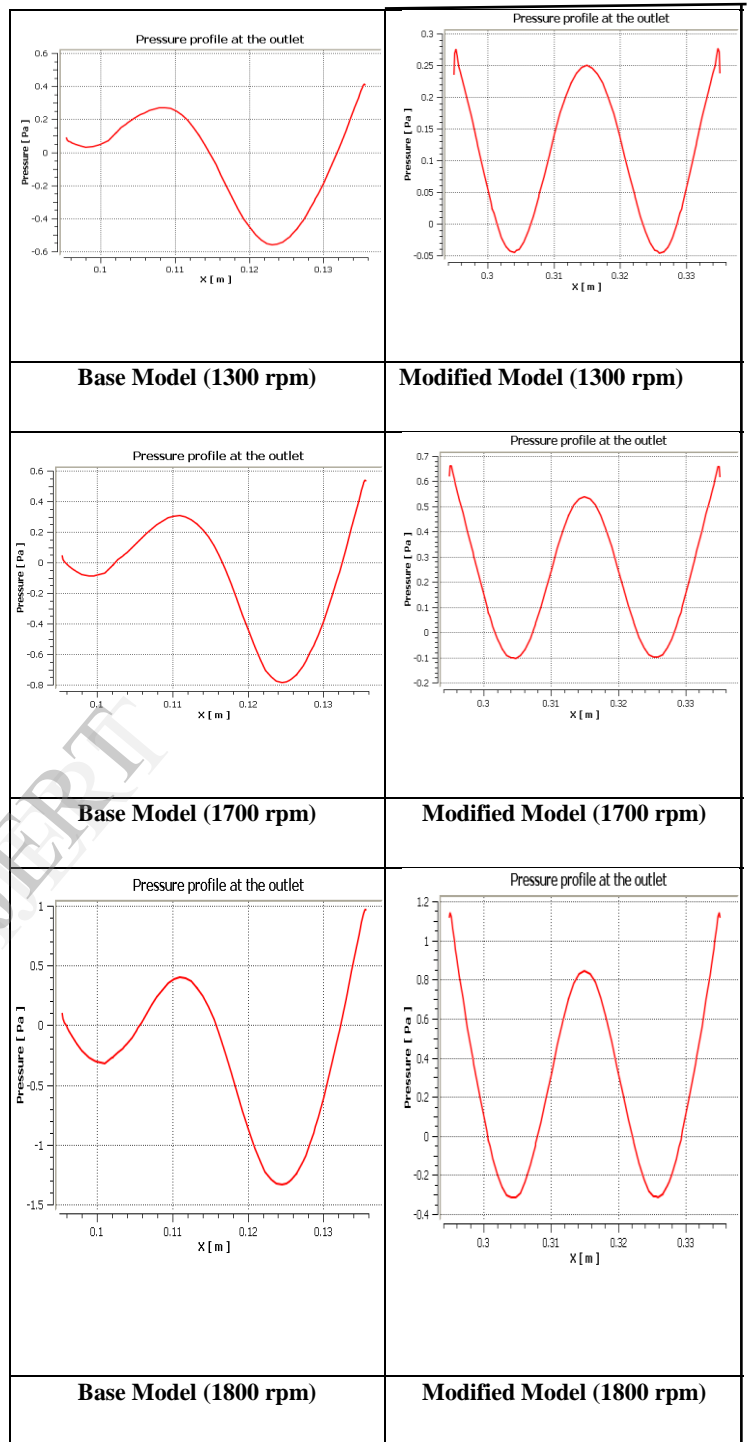 Pressure profile at the outlet
0.6
0.4
0.2
0
-0.2
-0.4
-0.6
Pressure [ Pa ]
0.1 0.11 0.12 0.13
X [ m ]
Pressure profile at the outlet
0.3
0.25
0.2
0.15
0.1
0.05
0
-0.05
Pressure [ Pa ]
0.3 0.31 0.32 0.33
X [ m ]
Base Model (1300 rpm)
Modified Model (1300 rpm)
Pressure profile at the outlet
0.6
0.4
0.2
0
-0.2
-0.4
-0.6
-0.8
Pressure [ Pa ]
0.1 0.11 0.12 0.13
X [ m ]
Pressure profile at the outlet
0.7
0.6
0.5
0.4
0.3
0.2
0.1
0
-0.1
-0.2
Pressure [ Pa ]
0.3 0.31 0.32 0.33
X [ m ]
Base Model (1700 rpm)
Modified Model (1700 rpm)
Pressure profile at the outlet
1
0.5
0
-0.5
-1
-1.5
Pressure [ Pa ]
0.1 0.11 0.12 0.13
X [ m ]
Pressure profile at the outlet
1.2
1
0.8
0.6
0.4
0.2
0
-0.2
-0.4
Pressure [ Pa ]
0.3 0.31 0.32 0.33
X [ m ]
Base Model (1800 rpm)
Modified Model (1800 rpm)